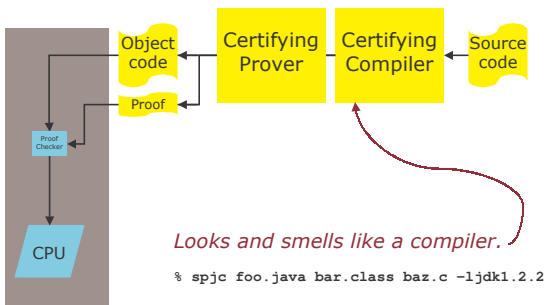 Object
code
Certifying
Prover
Certifying
Compiler
Source
code
Proof
Proof
Checker
CPU
Looks and smells like a compiler.
% spjc foo.java bar.class baz.c –ljdk1.2.2